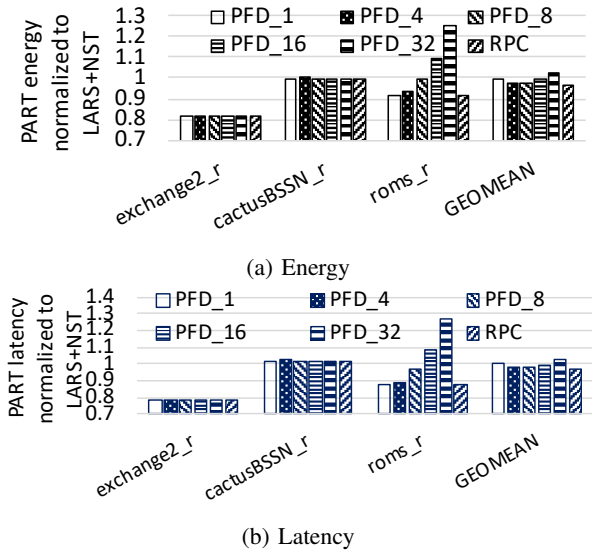 PART energy
normalized to
LARS+NST
1.3
1.2
1.1
1
0.9
0.8
0.7
PFD_1 PFD_4 PFD_8
PFD_16 PFD_32 RPC
exchange2_r
cactusBSSN_r
roms_r
GEOMEAN
(a) Energy
PART latency
normalized to
LARS+NST
1.4
1.3
1.2
1.1
1
0.9
0.8
0.7
PFD_1 PFD_4 PFD_8
PFD_16 PFD_32 RPC
exchange2_r
cactusBSSN_r
roms_r
GEOMEAN
(b) Latency